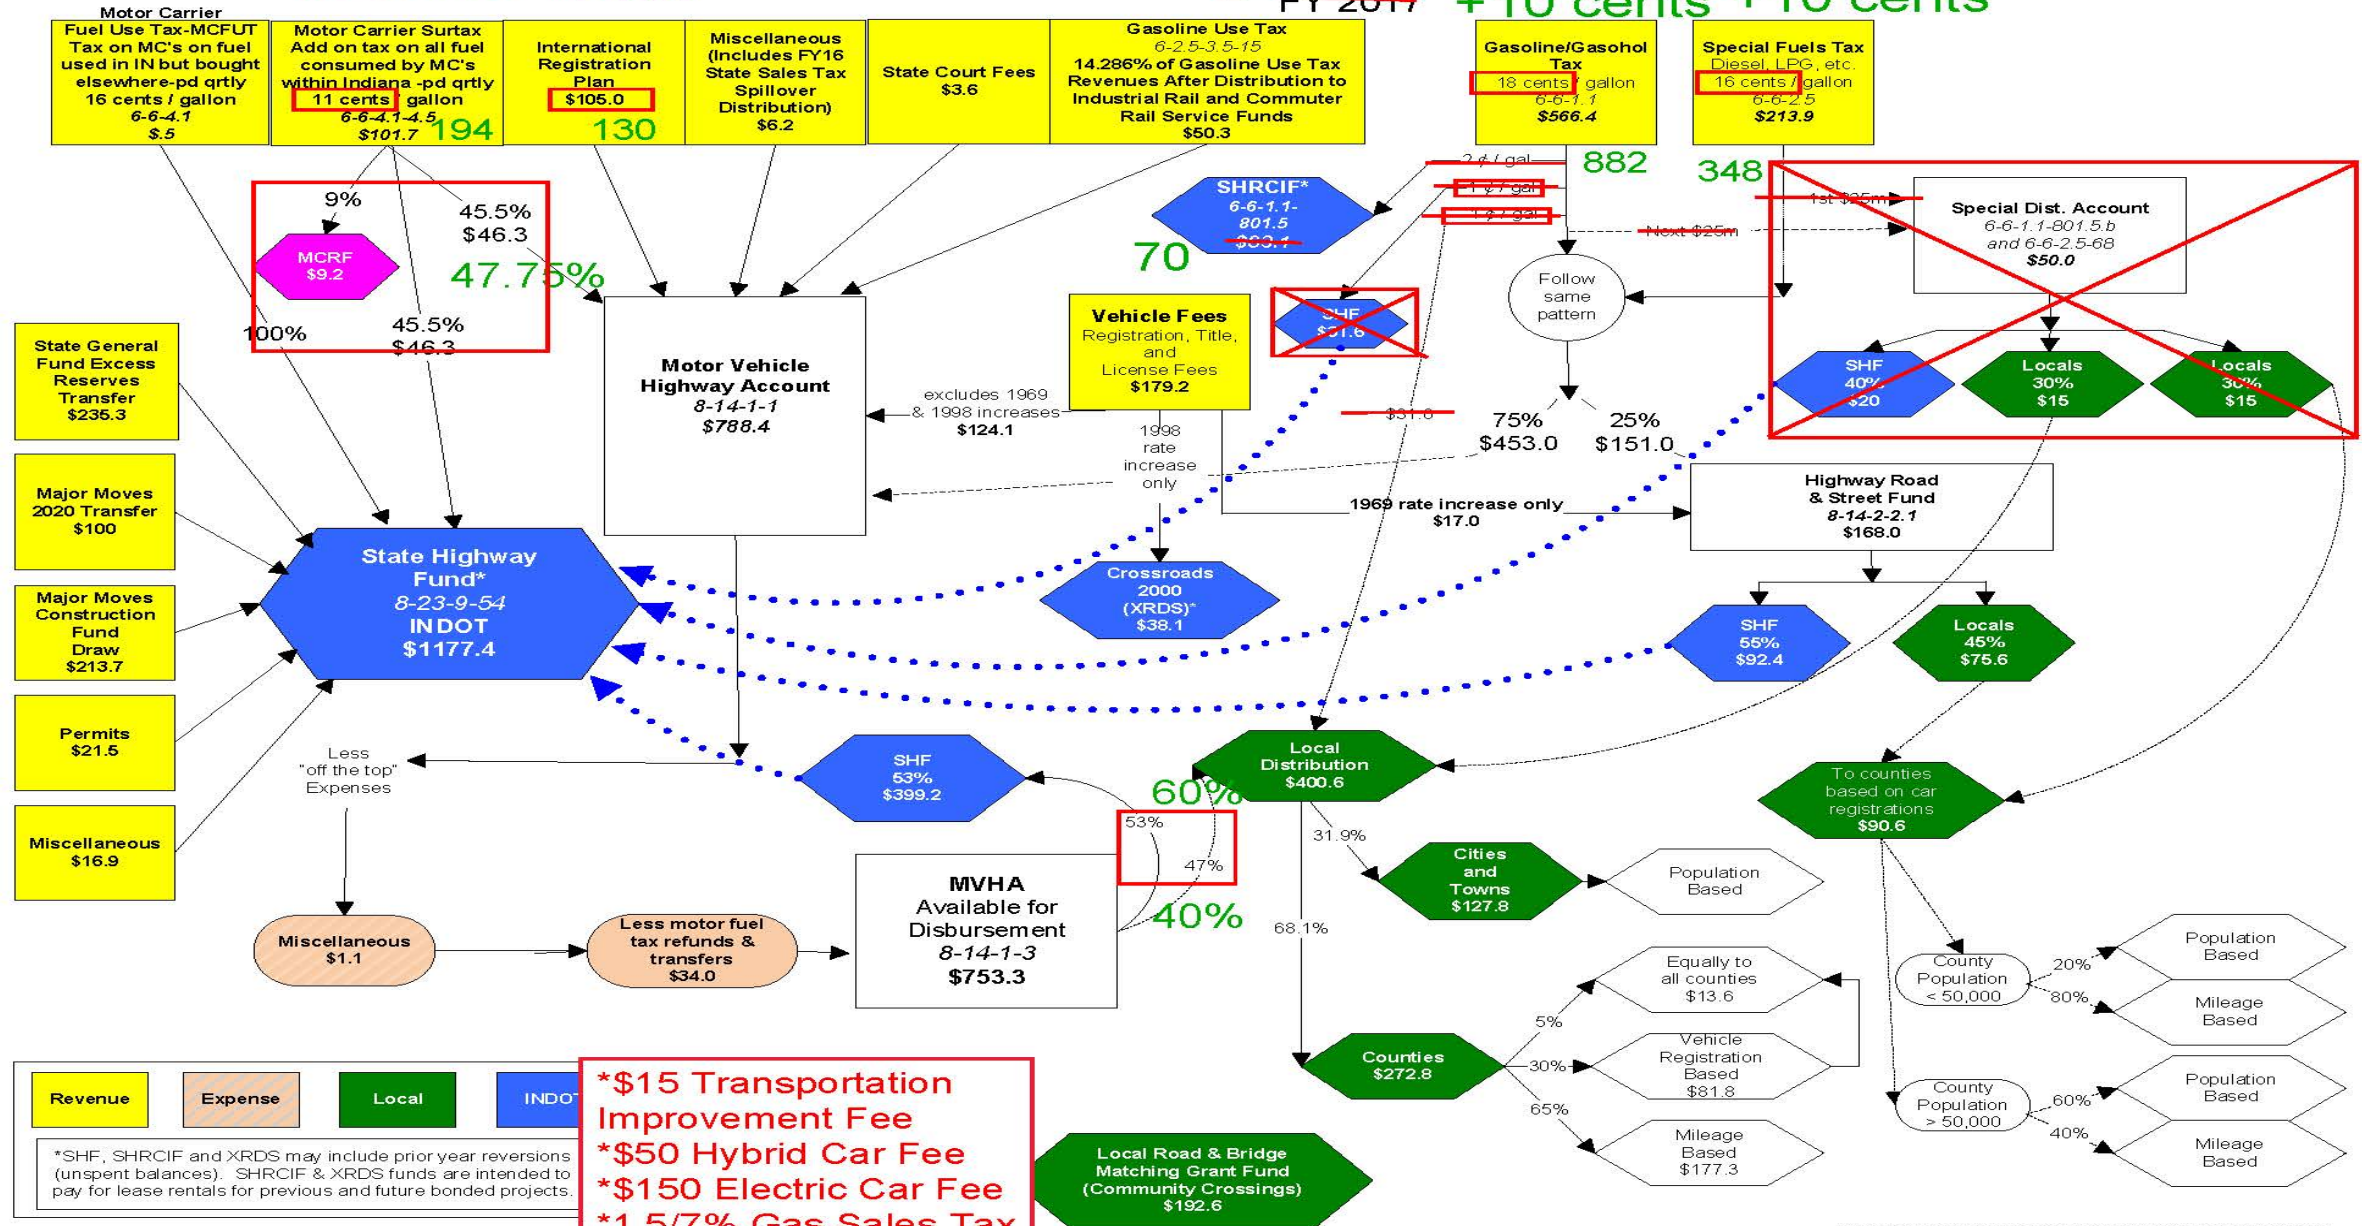 FY 2017 + 10 cents + 10 cents
Motor Carrier
Fuel Use Tax-MCFUT
Tax on MC's on fuel
used in IN but bought
elsewhere-pd qrtly
16 cents / gallon
6-6-4.1
$.5
Motor Carrier Surtax
Add on tax on all fuel
consumed by MC's
within Indiana -pd qrtly
11 cents / gallon
6-6-4.1-4.5
$101.7
194
International
Registration
Plan
$105.0
130
Miscellaneous
(Includes FY16
State Sales Tax
Spillover
Distribution)
$6.2
State Court Fees
$3.6
Gasoline Use Tax
6-2.5-3.5-15
14.286% of Gasoline Use Tax
Revenues After Distribution to
Industrial Rail and Commuter
Rail Service Funds
$50.3
Gasoline/Gasohol
Tax
18 cents / gallon
6-6-1.1
$566.4
882
Special Fuels Tax
Diesel, LPG, etc.
16 cents / gallon
6-6-2.5
$213.9
348
9%
MCRF
$9.2
45.5%
$46.3
47.75%
45.5%
$46.3
100%
SHRCIF*
6-6-1.1-
801.5
$63.1
70
2 ¢ / gal
1 ¢ / gal
1 ¢ / gal
1st $25m
Next $25m
Special Dist. Account
6-6-1.1-801.5.b
and 6-6-2.5-68
$50.0
SHF
40%
$20
Locals
30%
$15
Locals
30%
$15
Follow
same
pattern
SHF
$31.6
$31.6
75%
$453.0
25%
$151.0
Motor Vehicle
Highway Account
8-14-1-1
$788.4
Vehicle Fees
Registration, Title,
and
License Fees
$179.2
excludes 1969
& 1998 increases
$124.1
1998
rate
increase
only
1969 rate increase only
$17.0
Highway Road
& Street Fund
8-14-2-2.1
$168.0
State General
Fund Excess
Reserves
Transfer
$235.3
Major Moves
2020 Transfer
$100
Major Moves
Construction
Fund
Draw
$213.7
Permits
$21.5
Miscellaneous
$16.9
State Highway
Fund*
8-23-9-54
INDOT
$1177.4
Crossroads
2000
(XRDS)*
$38.1
SHF
55%
$92.4
Locals
45%
$75.6
Less
"off the top"
Expenses
SHF
53%
$399.2
60%
53%
47%
40%
Local
Distribution
$400.6
To counties
based on car
registrations
$90.6
31.9%
68.1%
Cities
and
Towns
$127.8
Population
Based
Miscellaneous
$1.1
Less motor fuel
tax refunds &
transfers
$34.0
MVHA
Available for
Disbursement
8-14-1-3
$753.3
Counties
$272.8
5%
30%
65%
Equally to
all counties
$13.6
Vehicle
Registration
Based
$81.8
Mileage
Based
$177.3
County
Population
< 50,000
20%
80%
Population
Based
Mileage
Based
County
Population
> 50,000
60%
40%
Population
Based
Mileage
Based
Revenue
Expense
Local
INDOT
*SHF, SHRCIF and XRDS may include prior year reversions
(unspent balances). SHRCIF & XRDS funds are intended to
pay for lease rentals for previous and future bonded projects.
*$15 Transportation
Improvement Fee
*$50 Hybrid Car Fee
*$150 Electric Car Fee
*1.5/7% Gas Sales Tax
Local Road & Bridge
Matching Grant Fund
(Community Crossings)
$192.6